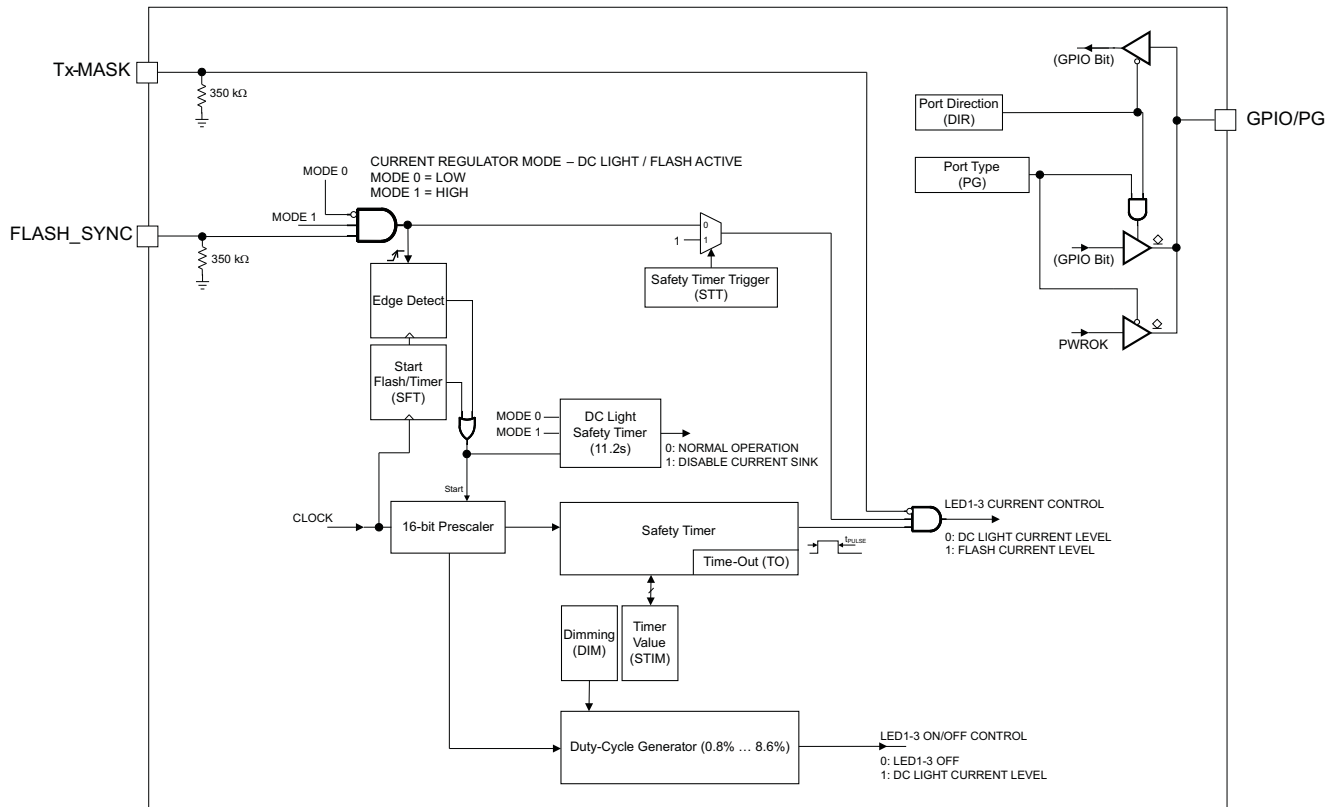 Tx-MASK
350 kΩ
(GPIO Bit)
Port Direction
(DIR)
GPIO/PG
Port Type
(PG)
CURRENT REGULATOR MODE – DC LIGHT / FLASH ACTIVE
MODE 0 = LOW
MODE 1 = HIGH
MODE 0
MODE 1
FLASH_SYNC
350 kΩ
0
1
1
Safety Timer Trigger
(STT)
(GPIO Bit)
PWROK
Edge Detect
Start
Flash/Timer
(SFT)
MODE 0
MODE 1
DC Light
Safety Timer
(11.2s)
0: NORMAL OPERATION
1: DISABLE CURRENT SINK
Start
CLOCK
16-bit Prescaler
Safety Timer
Time-Out (TO)
tPULSE
LED1-3 CURRENT CONTROL
0: DC LIGHT CURRENT LEVEL
1: FLASH CURRENT LEVEL
Dimming
(DIM)
Timer
Value
(STIM)
Duty-Cycle Generator (0.8% ... 8.6%)
LED1-3 ON/OFF CONTROL
0: LED1-3 OFF
1: DC LIGHT CURRENT LEVEL